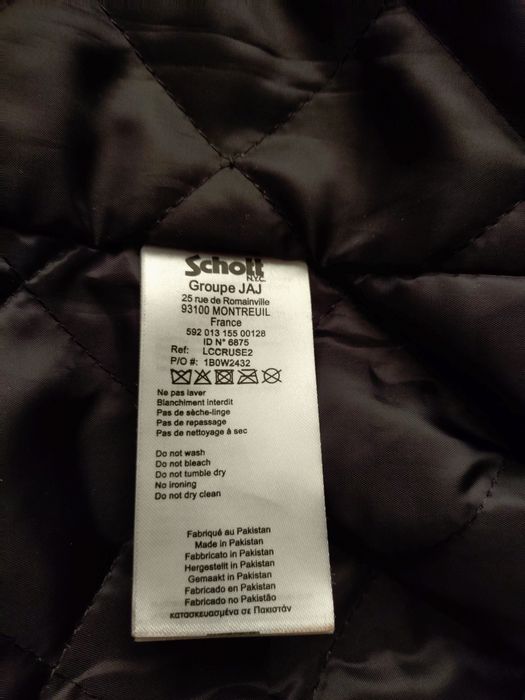 Schott
N.Y.C.
Groupe JAJ
25 rue de Romainville
93100 MONTREUIL
France
592 013 155 00128
ID N° 6875
Ref: LCCRUSE2
P/O #: 1B0W2432
Ne pas laver
Blanchiment interdit
Pas de sèche-linge
Pas de repassage
Pas de nettoyage à sec
Do not wash
Do not bleach
Do not tumble dry
No ironing
Do not dry clean
Fabriqué au Pakistan
Made in Pakistan
Fabbricato in Pakistan
Hergestellt in Pakistan
Gemaakt in Pakistan
Fabricado en Pakistan
Fabricado no Pakistão
κατασκευασμένα σε Πακιστάν